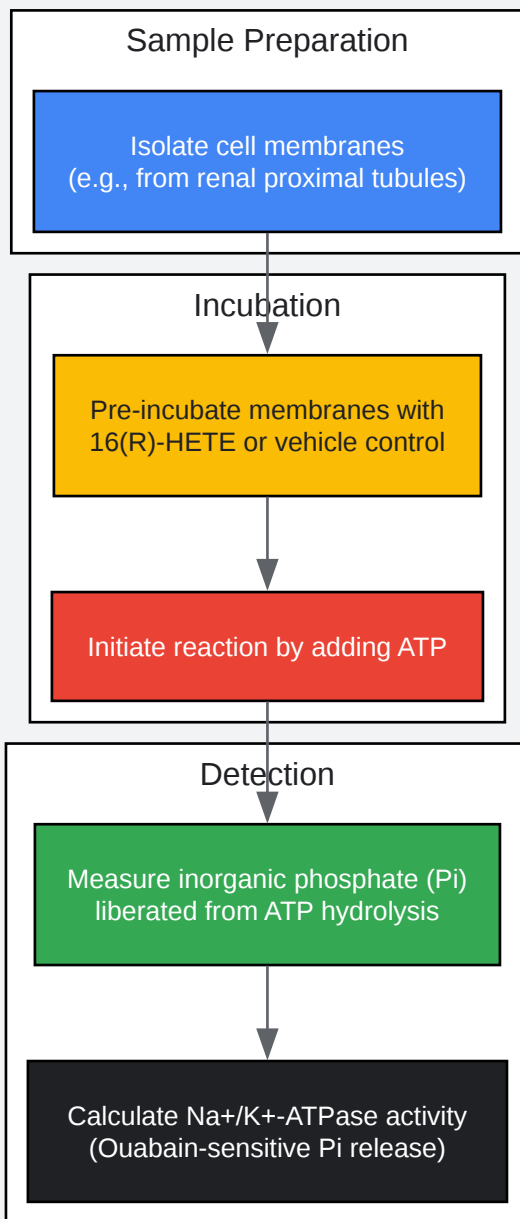 Sample Preparation
Isolate cell membranes
(e.g., from renal proximal tubules)
Incubation
Pre-incubate membranes with
16(R)-HETE or vehicle control
Initiate reaction by adding ATP
Detection
Measure inorganic phosphate (Pi)
liberated from ATP hydrolysis
Calculate Na+/K+-ATPase activity
(Ouabain-sensitive Pi release)